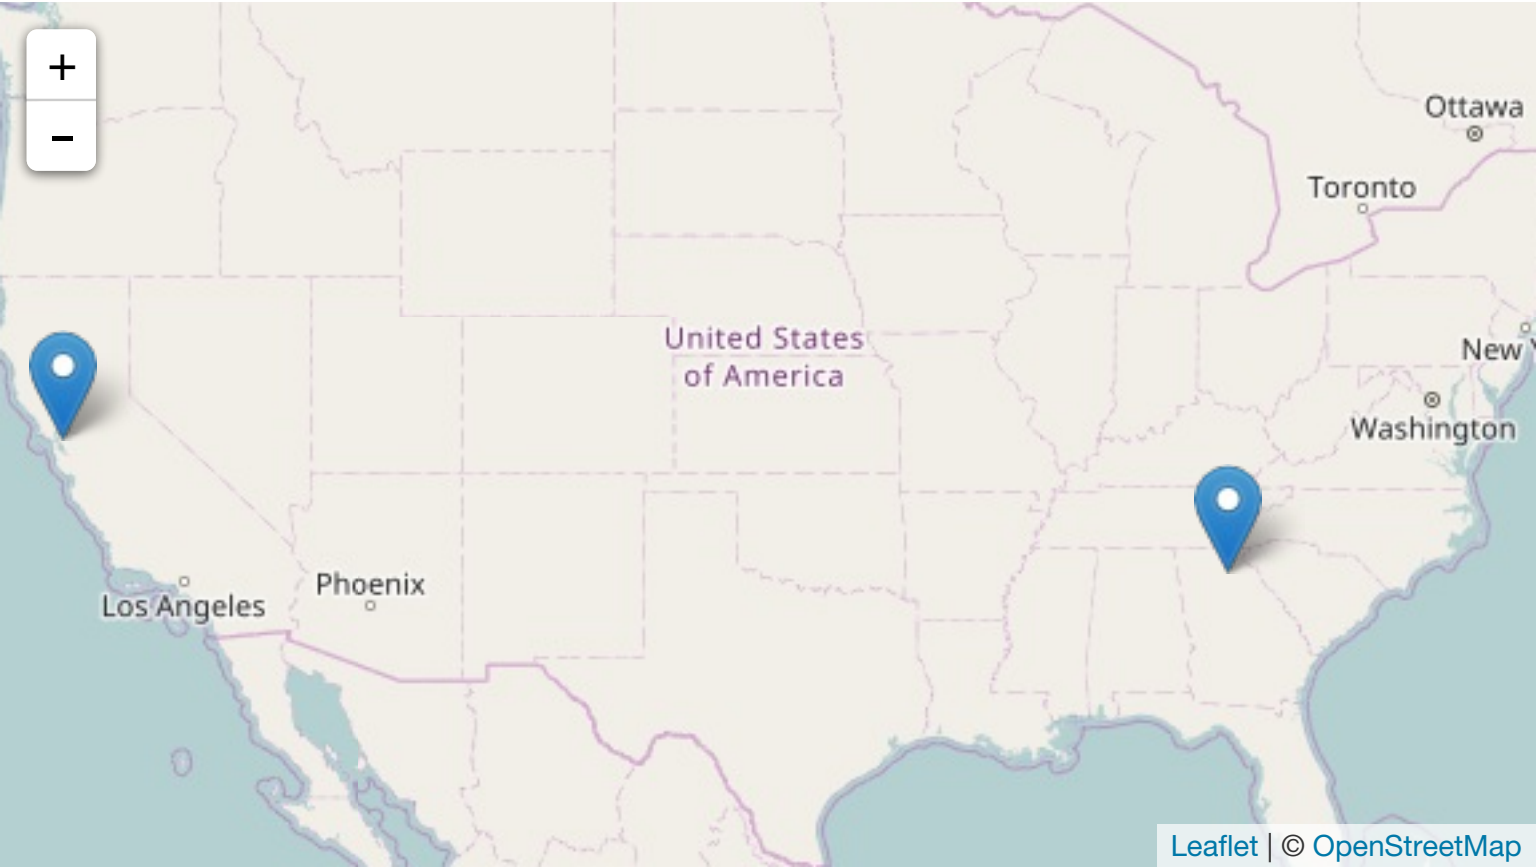 +
-
Ottawa
Toronto
United States
of America
New
Washington
Phoenix
Los Angeles
Leaflet | © OpenStreetMap